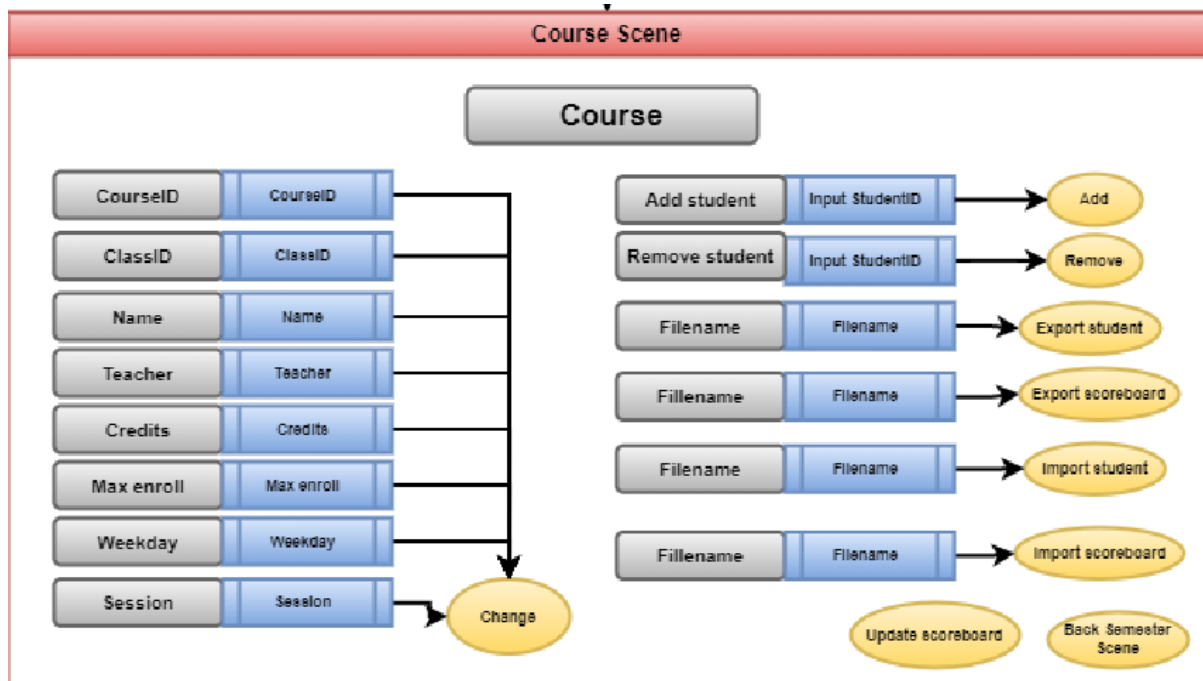 Course Scene
Course
CourseID CourseID
ClassID ClassID
Name Name
Teacher Teacher
Credits Credits
Max enroll Max enroll
Weekday Weekday
Session Session
Change
Add student Input StudentID Add
Remove student Input StudentID Remove
Filename Filename Export student
Fillename Filename Export scoreboard
Filename Filename Import student
Fillename Filename Import scoreboard
Update scoreboard
Back Semester
Scene